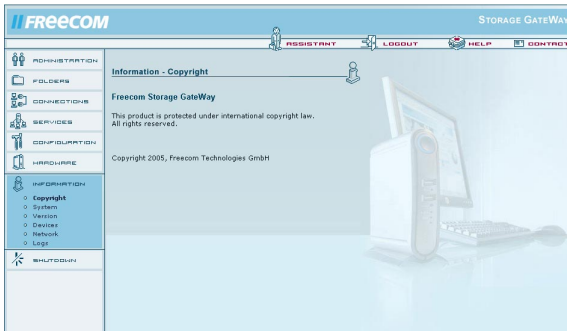 FREECOM
STORAGE GATEWAY
ASSISTANT
LOGOUT
HELP
CONTACT
ADMINISTRATION
FOLDERS
CONNECTIONS
SERVICES
CONFIGURATION
HARDWARE
INFORMATION
Copyright
System
Version
Devices
Network
Logs
SHUTDOWN
Information - Copyright
Freecom Storage GateWay
This product is protected under international copyright law.
All rights reserved.
Copyright 2005, Freecom Technologies GmbH